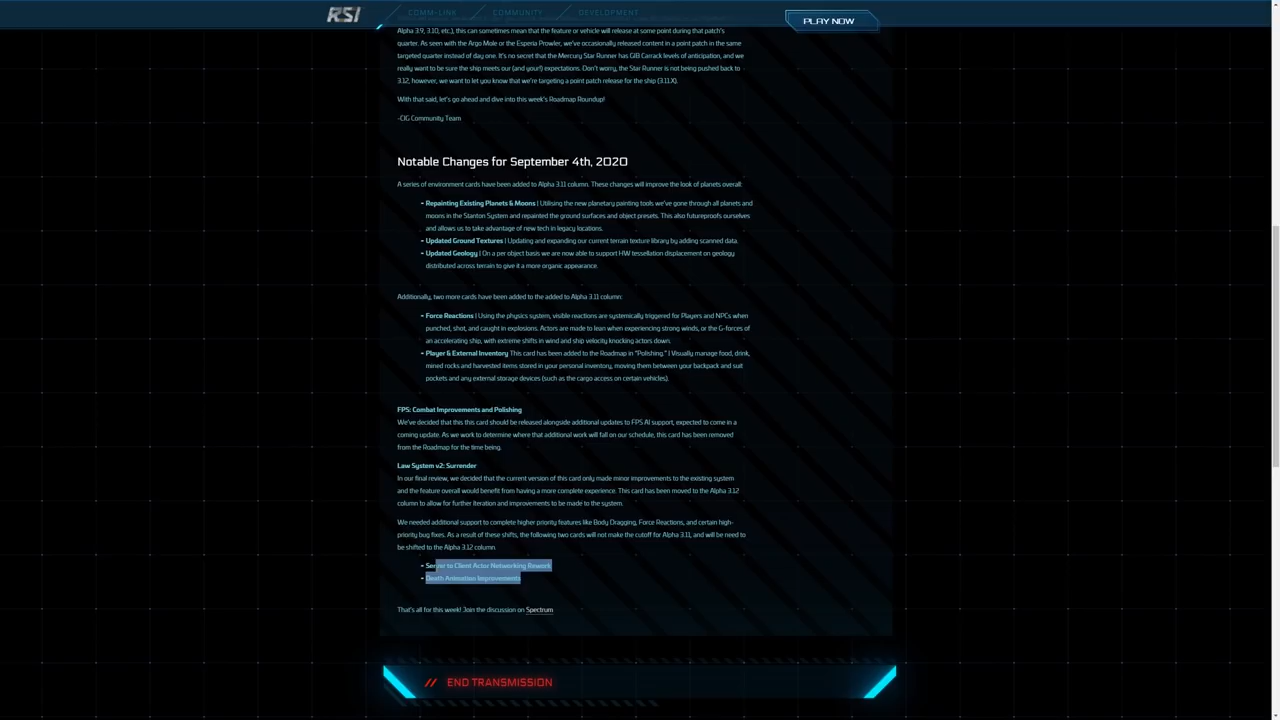 RSI
COMM-LINK
COMMUNITY
DEVELOPMENT
PLAY NOW
Alpha 3.9, 3.10, etc.), this can sometimes mean that the feature or vehicle will release at some point during that patch's
quarter. As seen with the Argo Mole or the Esperia Prowler, we've occasionally released content in a point patch in the same
targeted quarter instead of day one. It's no secret that the Mercury Star Runner has GIB Carrack levels of anticipation, and we
really want to be sure the ship meets our (and your!) expectations. Don't worry, the Star Runner is not being pushed back to
3.12, however, we want to let you know that we're targeting a point patch release for the ship (3.11.X).
With that said, let's go ahead and dive into this week's Roadmap Roundup!
-CIG Community Team
Notable Changes for September 4th, 2020
A series of environment cards have been added to Alpha 3.11 column. These changes will improve the look of planets overall:
- Repainting Existing Planets & Moons | Utilising the new planetary painting tools we've gone through all planets and
moons in the Stanton System and repainted the ground surfaces and object presets. This also futureproofs ourselves
and allows us to take advantage of new tech in legacy locations.
- Updated Ground Textures | Updating and expanding our current terrain texture library by adding scanned data.
- Updated Geology | On a per object basis we are now able to support HW tessellation displacement on geology
distributed across terrain to give it a more organic appearance.
Additionally, two more cards have been added to the added to Alpha 3.11 column:
- Force Reactions | Using the physics system, visible reactions are systemically triggered for Players and NPCs when
punched, shot, and caught in explosions. Actors are made to lean when experiencing strong winds, or the G-forces of
an accelerating ship, with extreme shifts in wind and ship velocity knocking actors down.
- Player & External Inventory This card has been added to the Roadmap in "Polishing." | Visually manage food, drink,
mined rocks and harvested items stored in your personal inventory, moving them between your backpack and suit
pockets and any external storage devices (such as the cargo access on certain vehicles).
FPS: Combat Improvements and Polishing
We've decided that this this card should be released alongside additional updates to FPS AI support, expected to come in a
coming update. As we work to determine where that additional work will fall on our schedule, this card has been removed
from the Roadmap for the time being.
Law System v2: Surrender
In our final review, we decided that the current version of this card only made minor improvements to the existing system
and the feature overall would benefit from having a more complete experience. This card has been moved to the Alpha 3.12
column to allow for further iteration and improvements to be made to the system.
We needed additional support to complete higher priority features like Body Dragging, Force Reactions, and certain high-
priority bug fixes. As a result of these shifts, the following two cards will not make the cutoff for Alpha 3.11, and will be need to
be shifted to the Alpha 3.12 column.
- Server to Client Actor Networking Rework
- Death Animation Improvements
That's all for this week! Join the discussion on Spectrum
// END TRANSMISSION